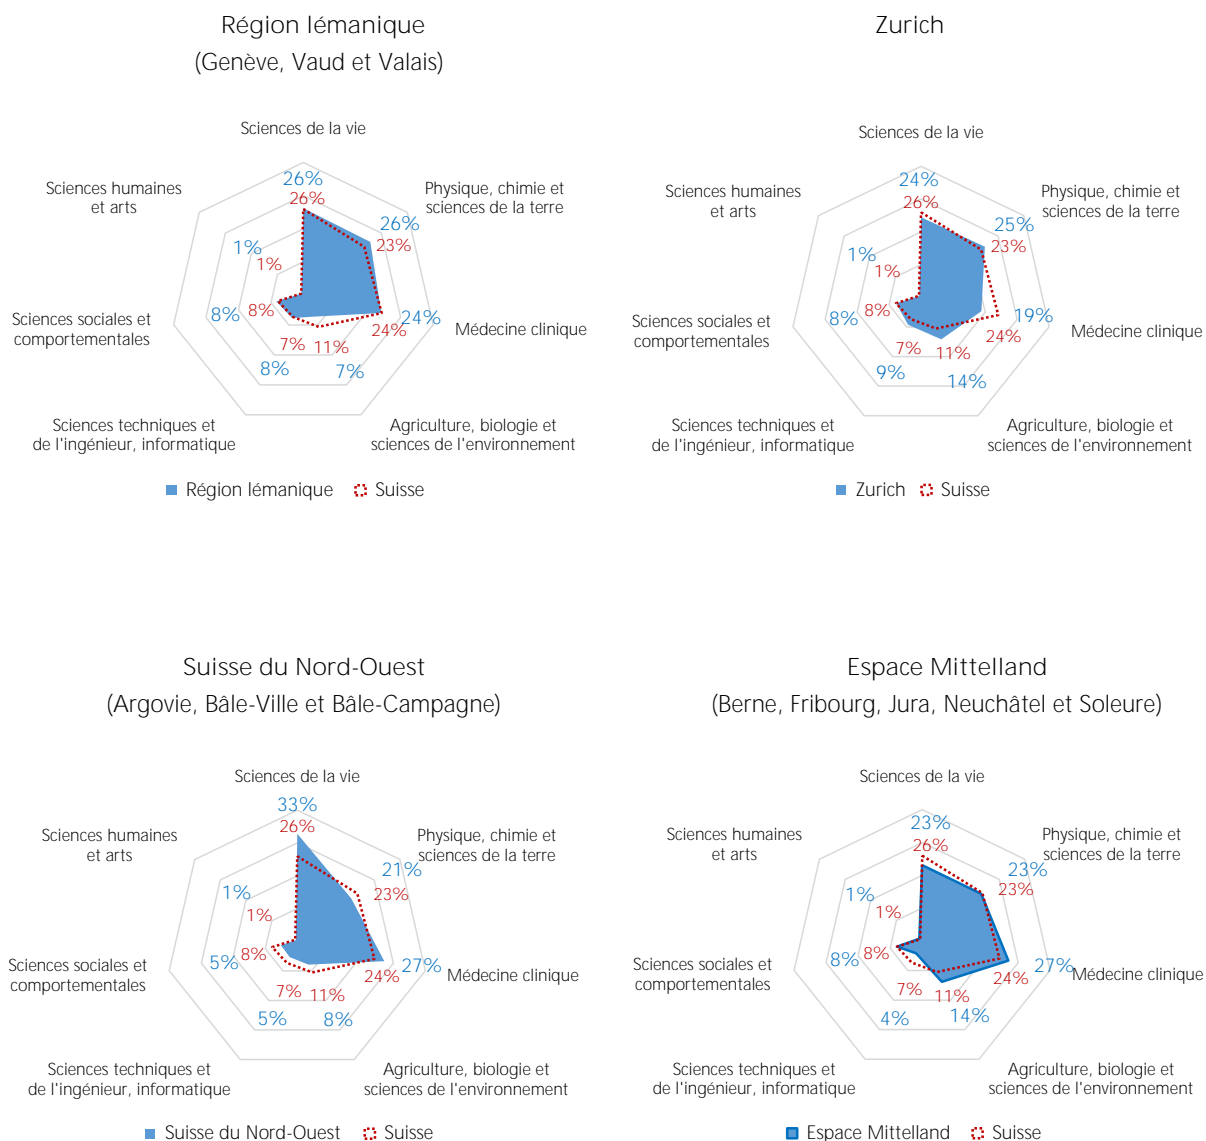 Région lémanique
(Genève, Vaud et Valais)
Sciences de la vie
Sciences humaines
et arts
Physique, chimie et
sciences de la terre
26%
26%
26%
23%
1%
1%
Sciences sociales et
comportementales
8%
8%
24%
24%
Médecine clinique
7%
11%
8%
7%
Sciences techniques et
de l'ingénieur, informatique
Agriculture, biologie et
sciences de l'environnement
Région lémanique
Suisse
Zurich
Sciences de la vie
Sciences humaines
et arts
Physique, chimie et
sciences de la terre
24%
26%
25%
23%
1%
1%
Sciences sociales et
comportementales
8%
8%
19%
24%
Médecine clinique
7%
11%
9%
14%
Sciences techniques et
de l'ingénieur, informatique
Agriculture, biologie et
sciences de l'environnement
Zurich
Suisse
Suisse du Nord-Ouest
(Argovie, Bâle-Ville et Bâle-Campagne)
Sciences de la vie
Sciences humaines
et arts
Physique, chimie et
sciences de la terre
33%
26%
21%
23%
1%
1%
Sciences sociales et
comportementales
8%
5%
27%
24%
Médecine clinique
7%
11%
5%
8%
Sciences techniques et
de l'ingénieur, informatique
Agriculture, biologie et
sciences de l'environnement
Suisse du Nord-Ouest
Suisse
Espace Mittelland
(Berne, Fribourg, Jura, Neuchâtel et Soleure)
Sciences de la vie
Sciences humaines
et arts
Physique, chimie et
sciences de la terre
23%
26%
23%
23%
1%
1%
Sciences sociales et
comportementales
8%
8%
27%
24%
Médecine clinique
7%
11%
4%
14%
Sciences techniques et
de l'ingénieur, informatique
Agriculture, biologie et
sciences de l'environnement
Espace Mittelland
Suisse